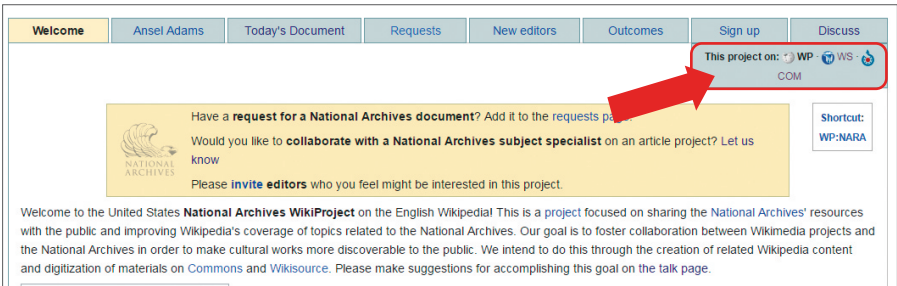 Welcome Ansel Adams Today's Document Requests New editors Outcomes Sign up Discuss
This project on: WP · WS ·
COM
Have a request for a National Archives document? Add it to the requests
Would you like to collaborate with a National Archives subject specialist on an article project? Let us
know
Please invite editors who you feel might be interested in this project.
NATIONAL
ARCHIVES
Shortcut:
WP:NARA
Welcome to the United States National Archives WikiProject on the English Wikipedia! This is a project focused on sharing the National Archives' resources
with the public and improving Wikipedia's coverage of topics related to the National Archives. Our goal is to foster collaboration between Wikimedia projects and
the National Archives in order to make cultural works more discoverable to the public. We intend to do this through the creation of related Wikipedia content
and digitization of materials on Commons and Wikisource. Please make suggestions for accomplishing this goal on the talk page.